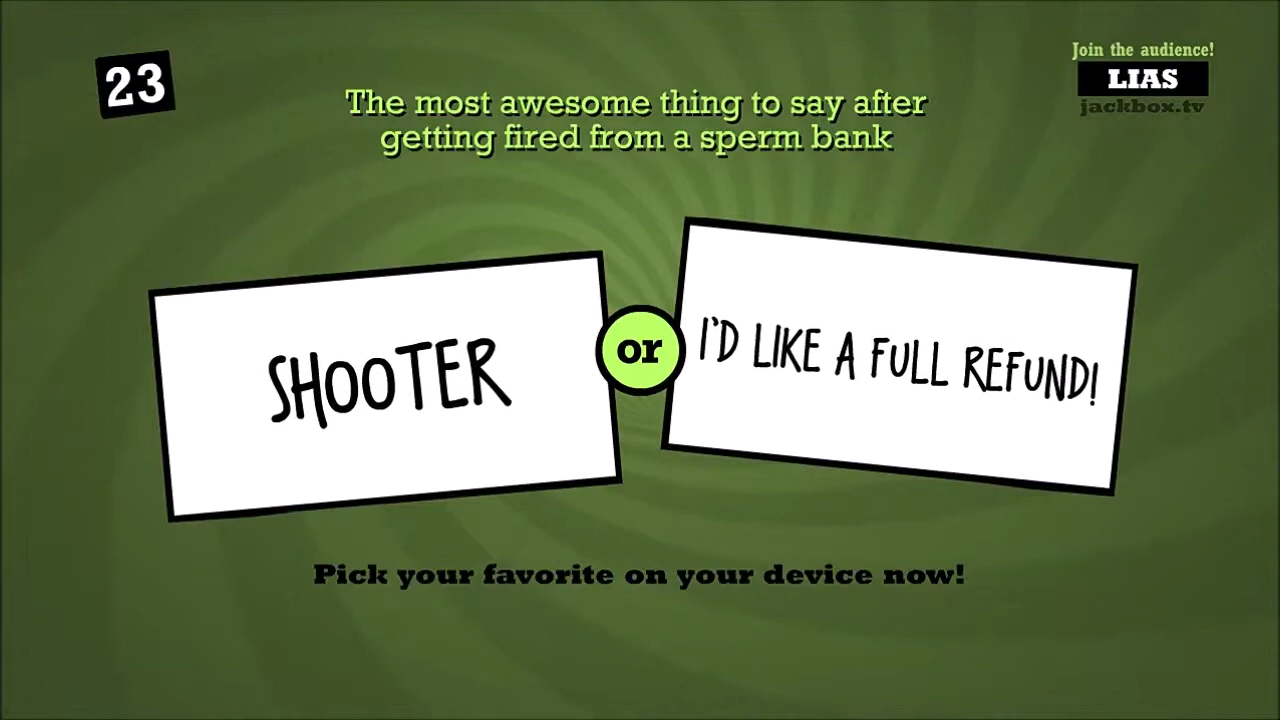 23
Join the audience!
LIAS
jackbox.tv
The most awesome thing to say after
getting fired from a sperm bank
SHOOTER
or
I'D LIKE A FULL REFUND!
Pick your favorite on your device now!